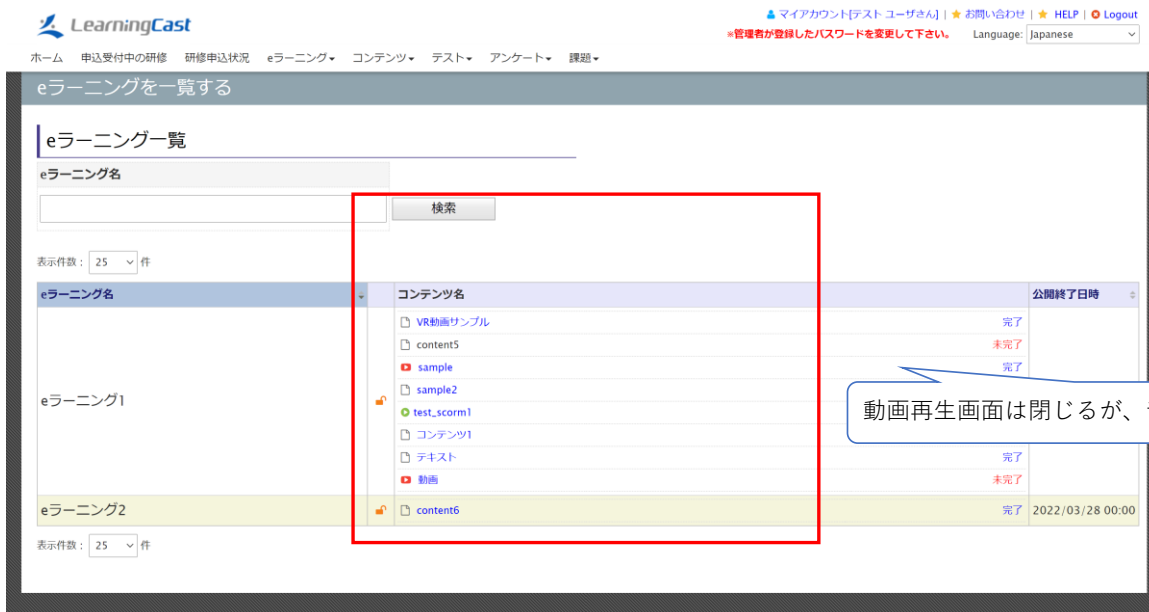 LearningCast
マイアカウント[テスト ユーザさん] | お問い合わせ | HELP | Logout
※管理者が登録したパスワードを変更して下さい。 Language: Japanese
ホーム 申込受付中の研修 研修申込状況 eラーニング コンテンツ テスト アンケート 課題
eラーニングを一覧する
eラーニング一覧
eラーニング名
検索
表示件数： 25 件
eラーニング名 コンテンツ名 公開終了日時
VR動画サンプル 完了
content5 未完了
sample 完了
sample2
eラーニング1
test_scorm1
コンテンツ1
テキスト 完了
動画 未完了
動画再生画面は閉じるが、
eラーニング2 content6 完了 2022/03/28 00:00
表示件数： 25 件